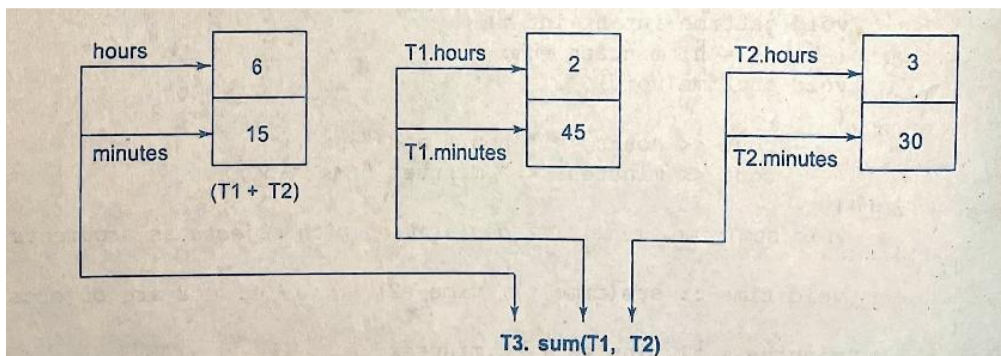 hours
6
15
minutes
(T1 + T2)
T1.hours
2
45
T1.minutes
T2.hours
3
30
T2.minutes
T3. sum(T1, T2)